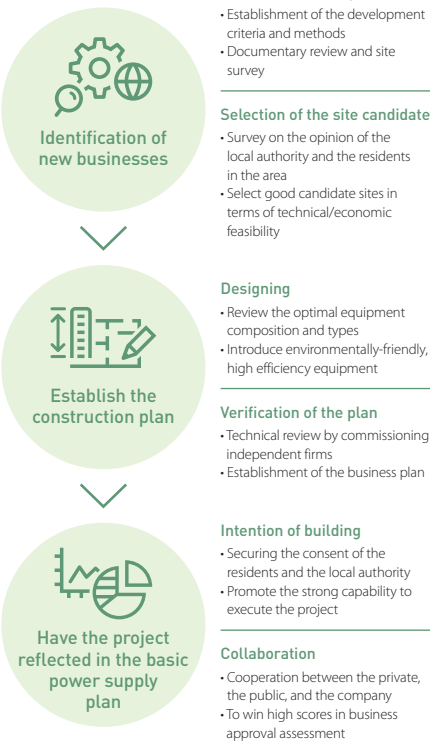 • Establishment of the development
criteria and methods
• Documentary review and site
survey
Identification of
new businesses
Selection of the site candidate
• Survey on the opinion of the
local authority and the residents
in the area
• Select good candidate sites in
terms of technical/economic
feasibility
Establish the
construction plan
Designing
• Review the optimal equipment
composition and types
• Introduce environmentally-friendly,
high efficiency equipment
Verification of the plan
• Technical review by commissioning
independent firms
• Establishment of the business plan
Have the project
reflected in the basic
power supply
plan
Intention of building
• Securing the consent of the
residents and the local authority
• Promote the strong capability to
execute the project
Collaboration
• Cooperation between the private,
the public, and the company
• To win high scores in business
approval assessment